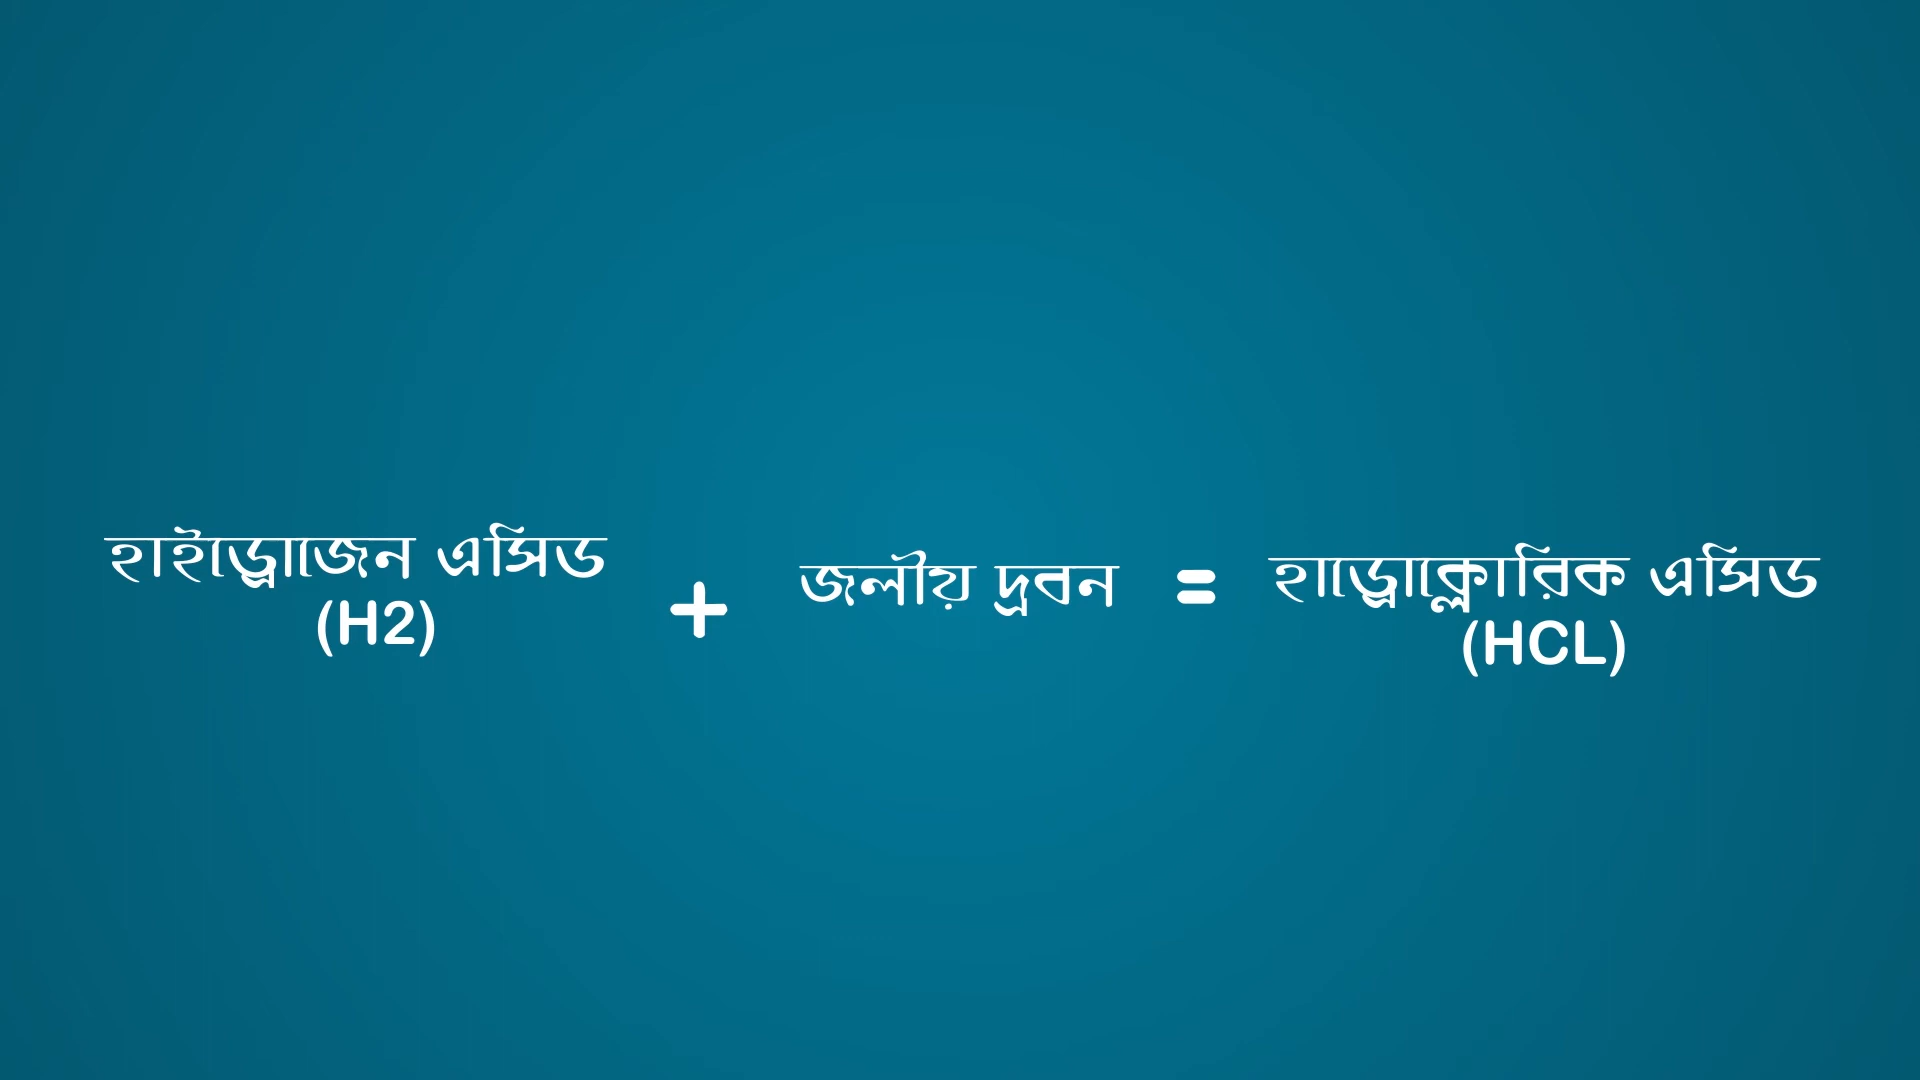 হাইড্রোজেন এসিড
(H2)
+
জলীয় দ্রবন
=
হাড্রোক্লোরিক এসিড
(HCL)